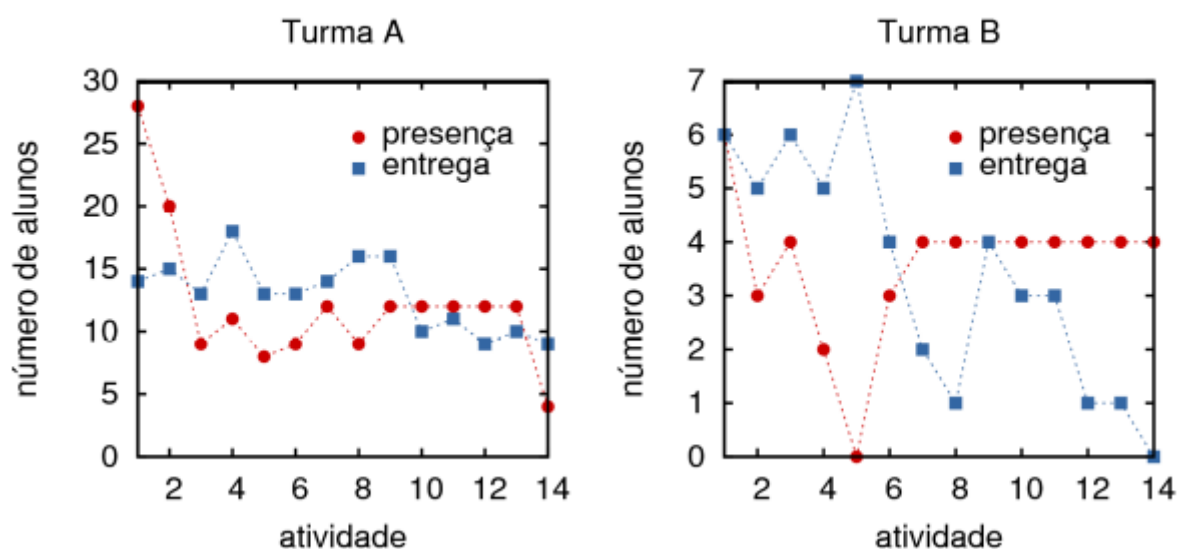 Turma A
30
25
20
15
10
5
0
número de alunos
presença
entrega
2 4 6 8 10 12 14
atividade
Turma B
7
6
5
4
3
2
1
0
número de alunos
presença
entrega
2 4 6 8 10 12 14
atividade